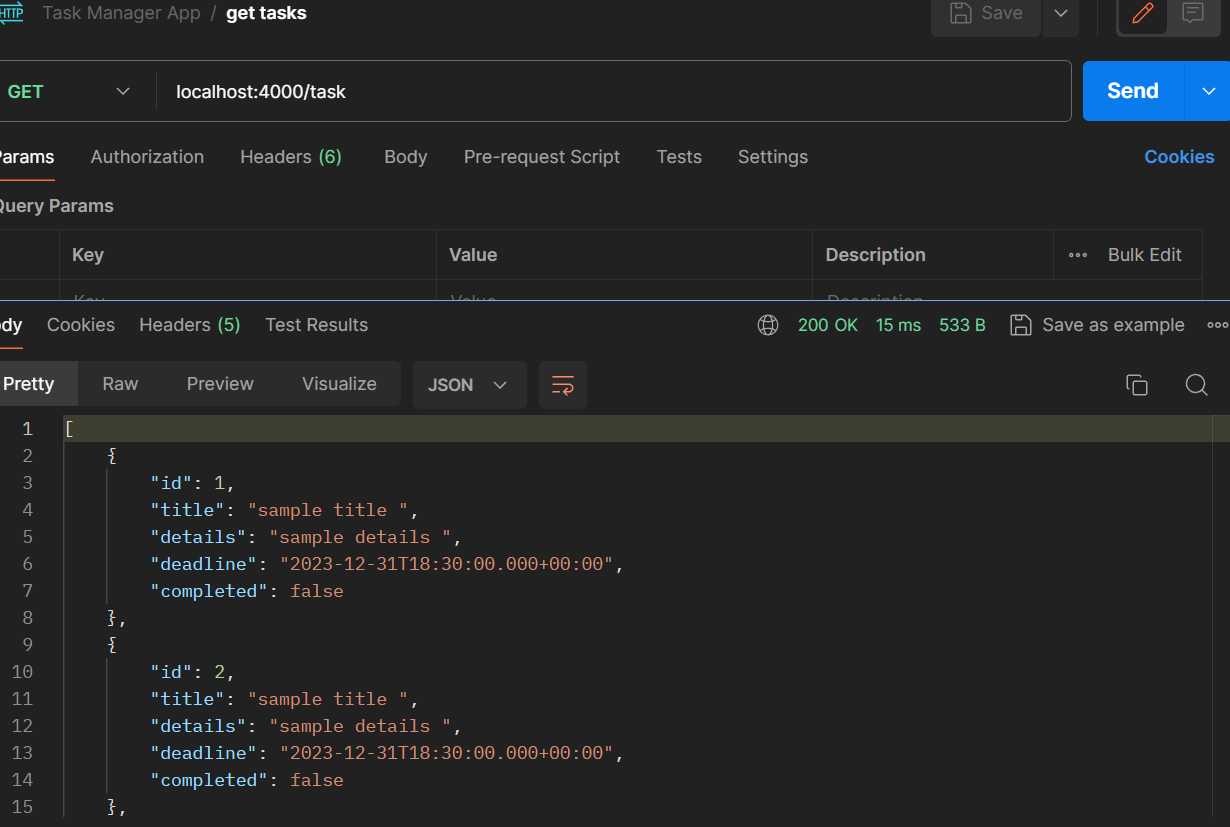 HTTP Task Manager App / get tasks Save
GET localhost:4000/task Send
Params Authorization Headers (6) Body Pre-request Script Tests Settings Cookies
Query Params
Key Value Description ••• Bulk Edit
Key Value Description
ody Cookies Headers (5) Test Results 200 OK 15 ms 533 B Save as example •••
Pretty Raw Preview Visualize JSON
1 [
2 {
3 "id": 1,
4 "title": "sample title ",
5 "details": "sample details ",
6 "deadline": "2023-12-31T18:30:00.000+00:00",
7 "completed": false
8 },
9 {
10 "id": 2,
11 "title": "sample title ",
12 "details": "sample details ",
13 "deadline": "2023-12-31T18:30:00.000+00:00",
14 "completed": false
15 },